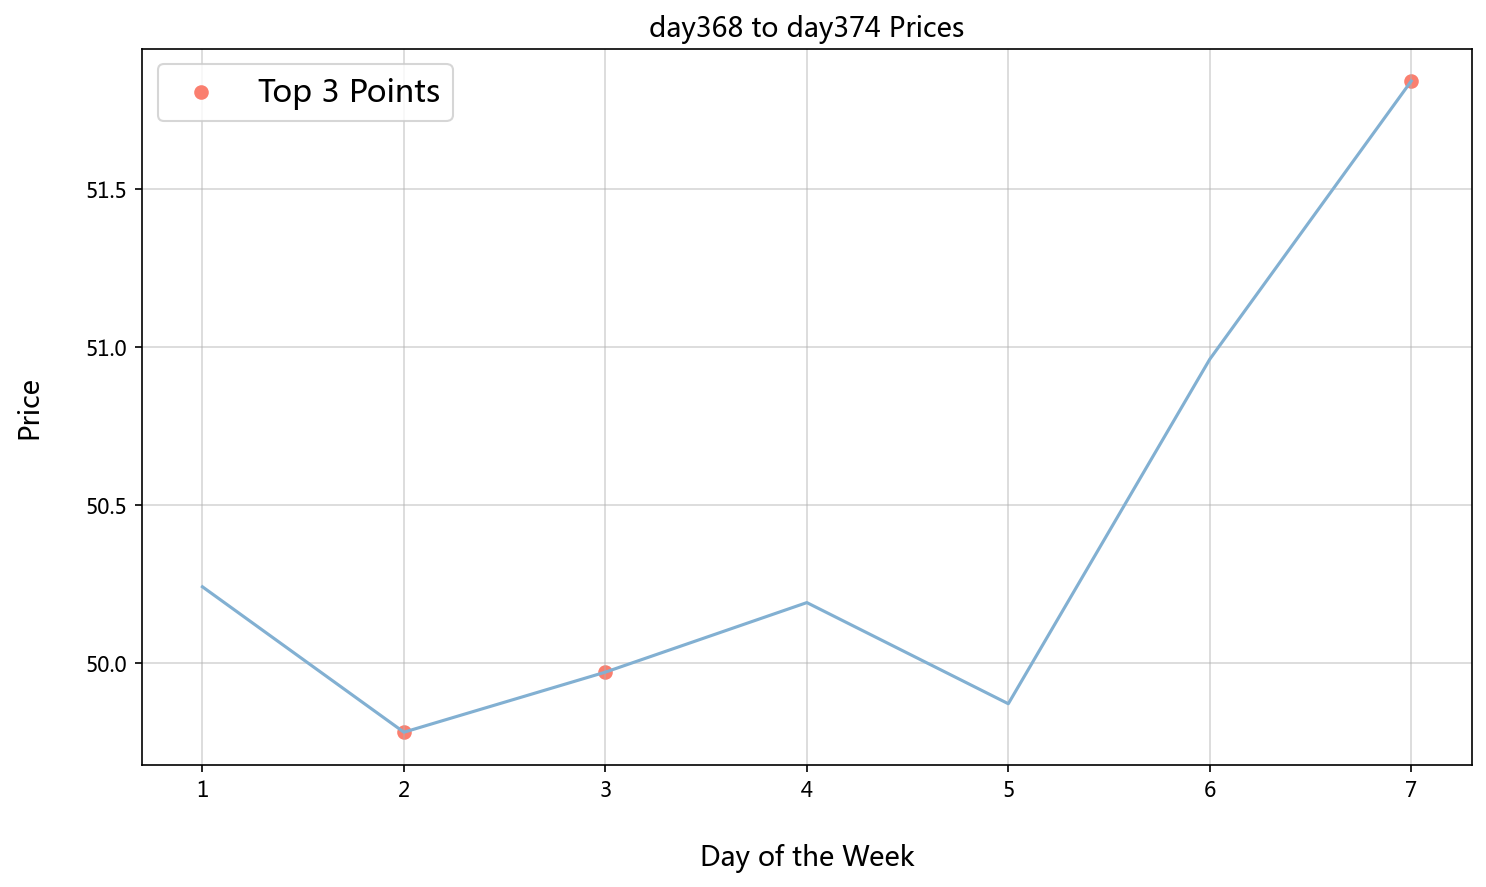 day368 to day374 Prices
Top 3 Points
Price
51.5
51.0
50.5
50.0
1 2 3 4 5 6 7
Day of the Week